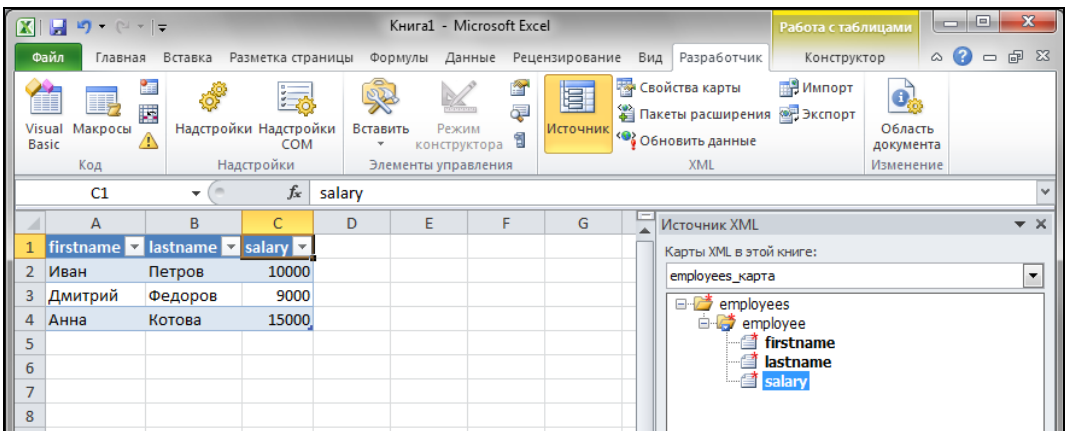 Книга1 - Microsoft Excel
Работа с таблицами
Файл Главная Вставка Разметка страницы Формулы Данные Рецензирование Вид Разработчик Конструктор
Visual Basic Макросы Надстройки Надстройки COM Вставить Режим конструктора Источник Свойства карты Импорт
Пакеты расширения Экспорт
Обновить данные
Область документа
Код Надстройки Элементы управления XML Изменение
C1 fx salary
A B C D E F G
1 firstname lastname salary
2 Иван Петров 10000
3 Дмитрий Федоров 9000
4 Анна Котова 15000
5
6
7
8
Источник XML
Карты XML в этой книге:
employees_карта
employees
employee
firstname
lastname
salary